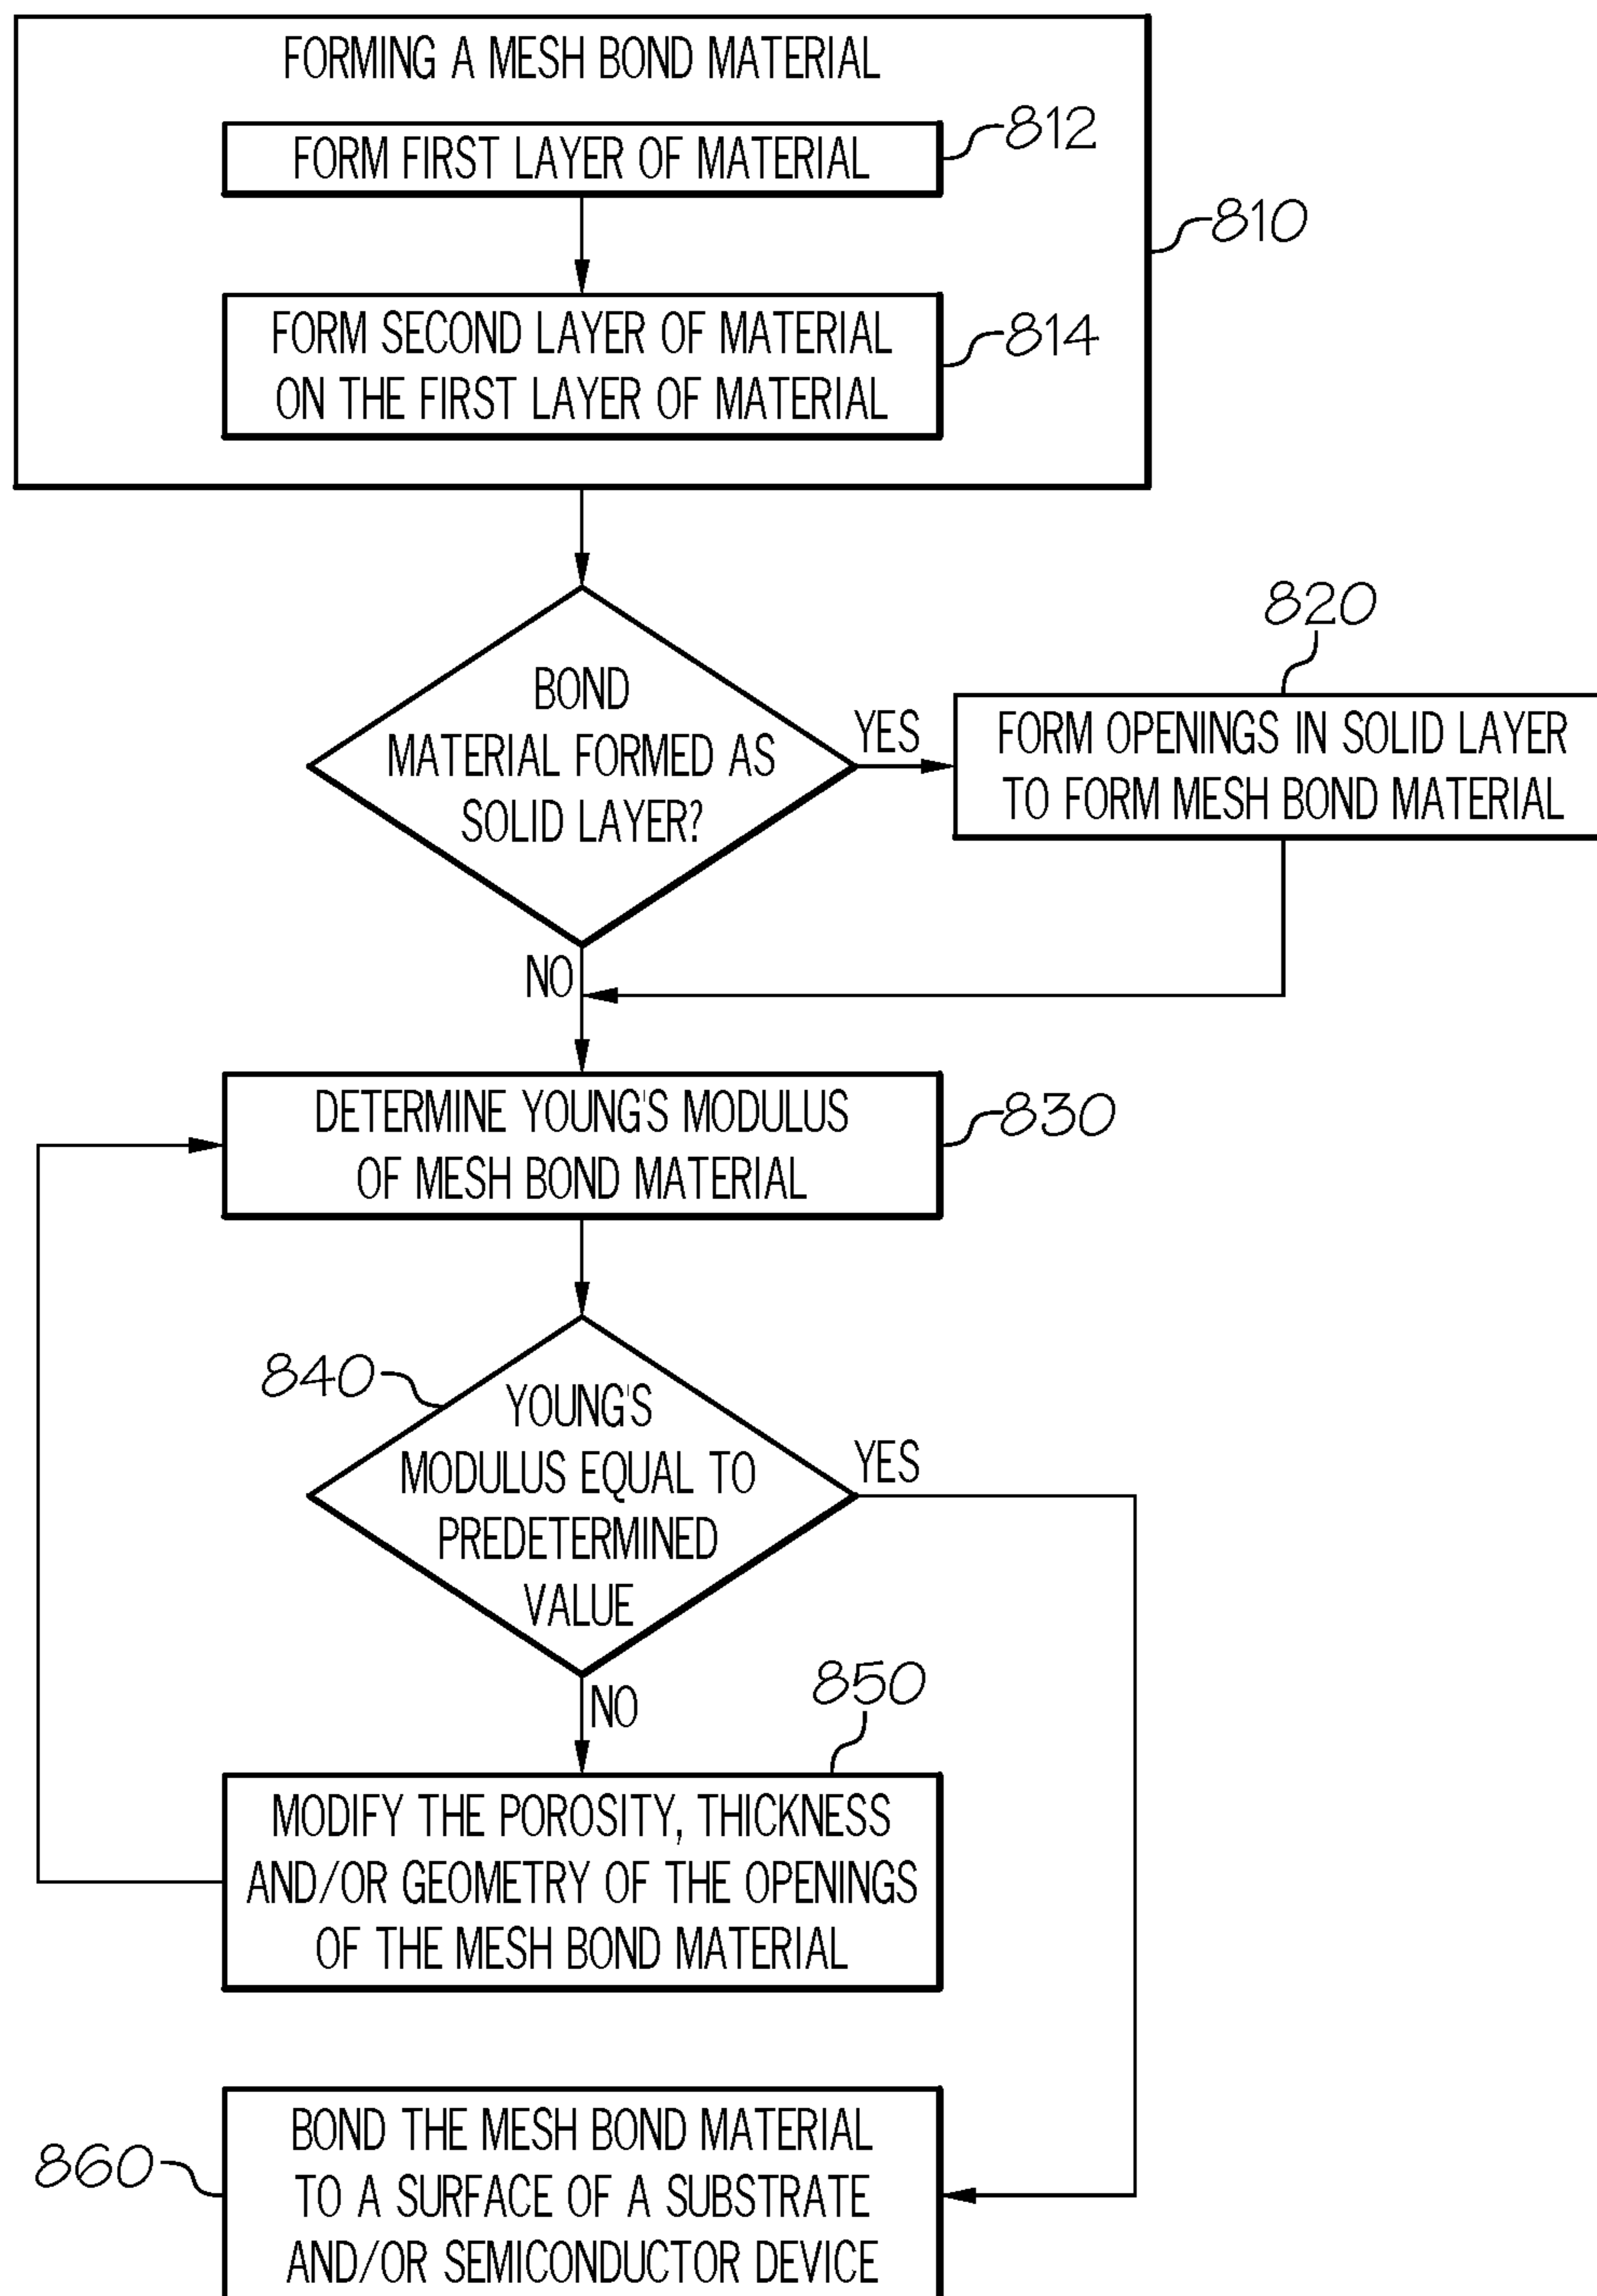 FORMING A MESH BOND MATERIAL
FORM FIRST LAYER OF MATERIAL
812
810
FORM SECOND LAYER OF MATERIAL
ON THE FIRST LAYER OF MATERIAL
814
BOND
MATERIAL FORMED AS
SOLID LAYER?
YES
820
FORM OPENINGS IN SOLID LAYER
TO FORM MESH BOND MATERIAL
NO
DETERMINE YOUNG'S MODULUS
OF MESH BOND MATERIAL
830
840
YOUNG'S
MODULUS EQUAL TO
PREDETERMINED
VALUE
YES
NO
850
MODIFY THE POROSITY, THICKNESS
AND/OR GEOMETRY OF THE OPENINGS
OF THE MESH BOND MATERIAL
860
BOND THE MESH BOND MATERIAL
TO A SURFACE OF A SUBSTRATE
AND/OR SEMICONDUCTOR DEVICE